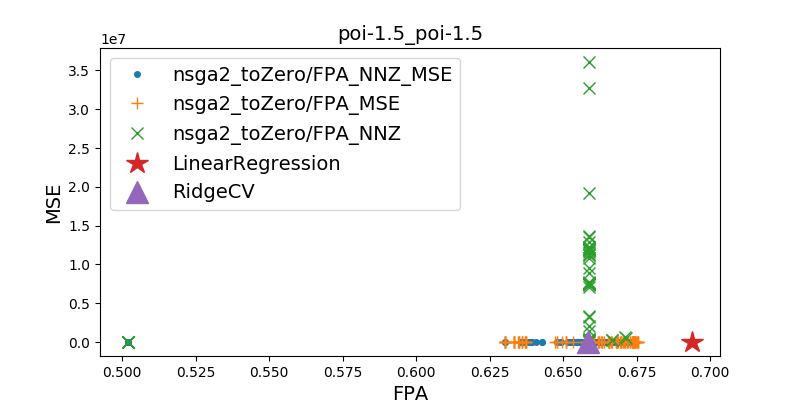 poi-1.5_poi-1.5
1e7
nsga2_toZero/FPA_NNZ_MSE
nsga2_toZero/FPA_MSE
nsga2_toZero/FPA_NNZ
LinearRegression
RidgeCV
MSE
3.5
3.0
2.5
2.0
1.5
1.0
0.5
0.0
0.500
0.525
0.550
0.575
0.600
0.625
0.650
0.675
0.700
FPA